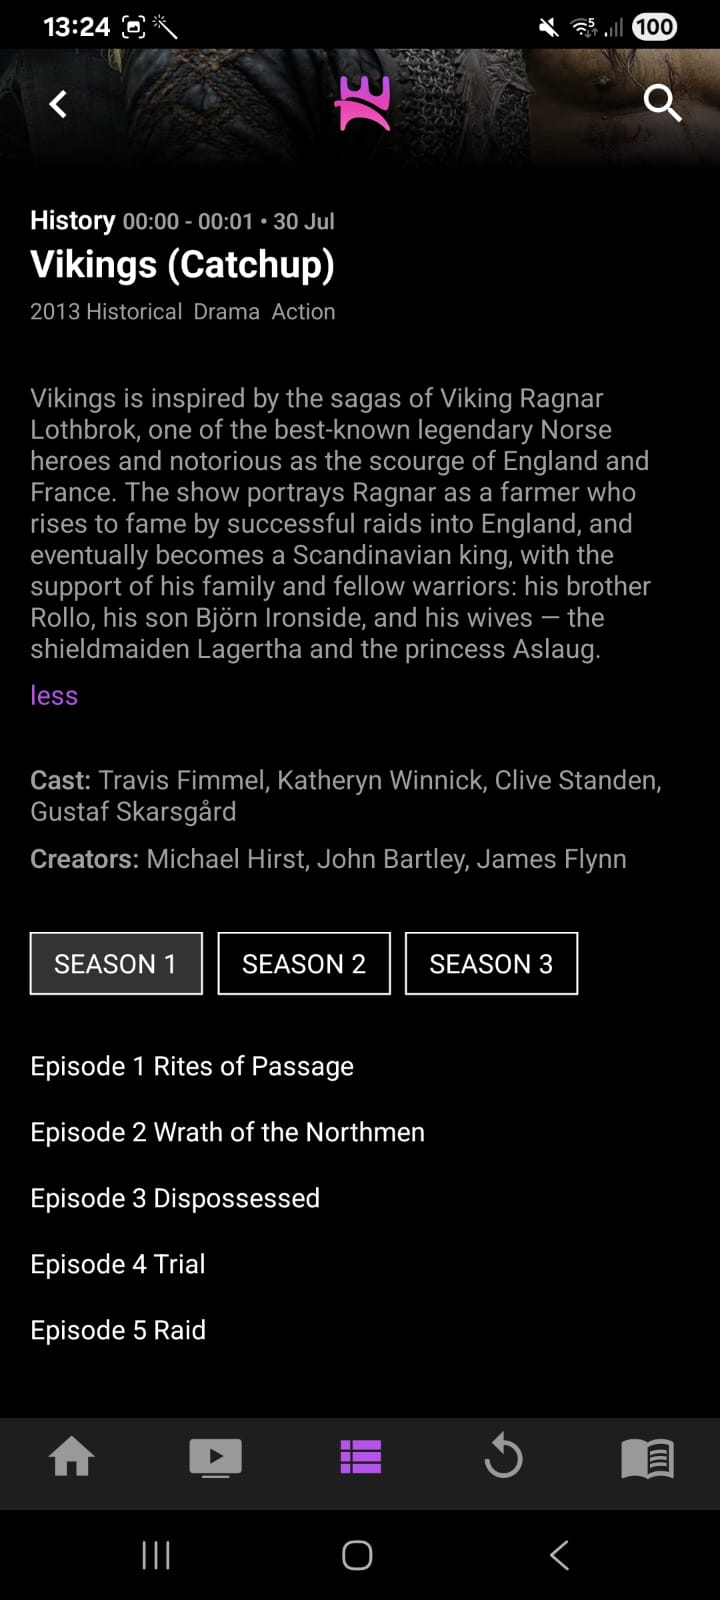 13:24
5
100
History 00:00 - 00:01 • 30 Jul
Vikings (Catchup)
2013 Historical Drama Action
Vikings is inspired by the sagas of Viking Ragnar
Lothbrok, one of the best-known legendary Norse
heroes and notorious as the scourge of England and
France. The show portrays Ragnar as a farmer who
rises to fame by successful raids into England, and
eventually becomes a Scandinavian king, with the
support of his family and fellow warriors: his brother
Rollo, his son Björn Ironside, and his wives — the
shieldmaiden Lagertha and the princess Aslaug.
less
Cast: Travis Fimmel, Katheryn Winnick, Clive Standen,
Gustaf Skarsgård
Creators: Michael Hirst, John Bartley, James Flynn
SEASON 1
SEASON 2
SEASON 3
Episode 1 Rites of Passage
Episode 2 Wrath of the Northmen
Episode 3 Dispossessed
Episode 4 Trial
Episode 5 Raid